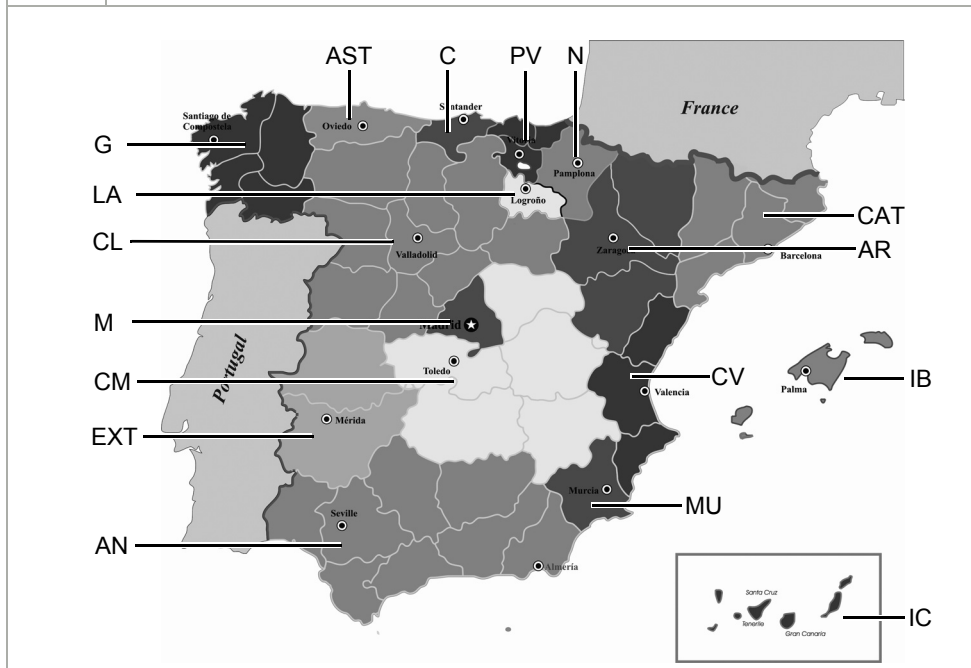 AST
C
PV
N
Santander
France
Santiago de
Compostela
Oviedo
Vitoria
G
Pamplona
LA
Logroño
CAT
CL
Valladolid
Zaragoza
AR
Barcelona
M
Madrid
Portugal
CM
Toledo
CV
Palma
IB
Valencia
EXT
Mérida
Murcia
MU
Seville
AN
Almería
Santa Cruz
Tenerife
Gran Canaria
IC